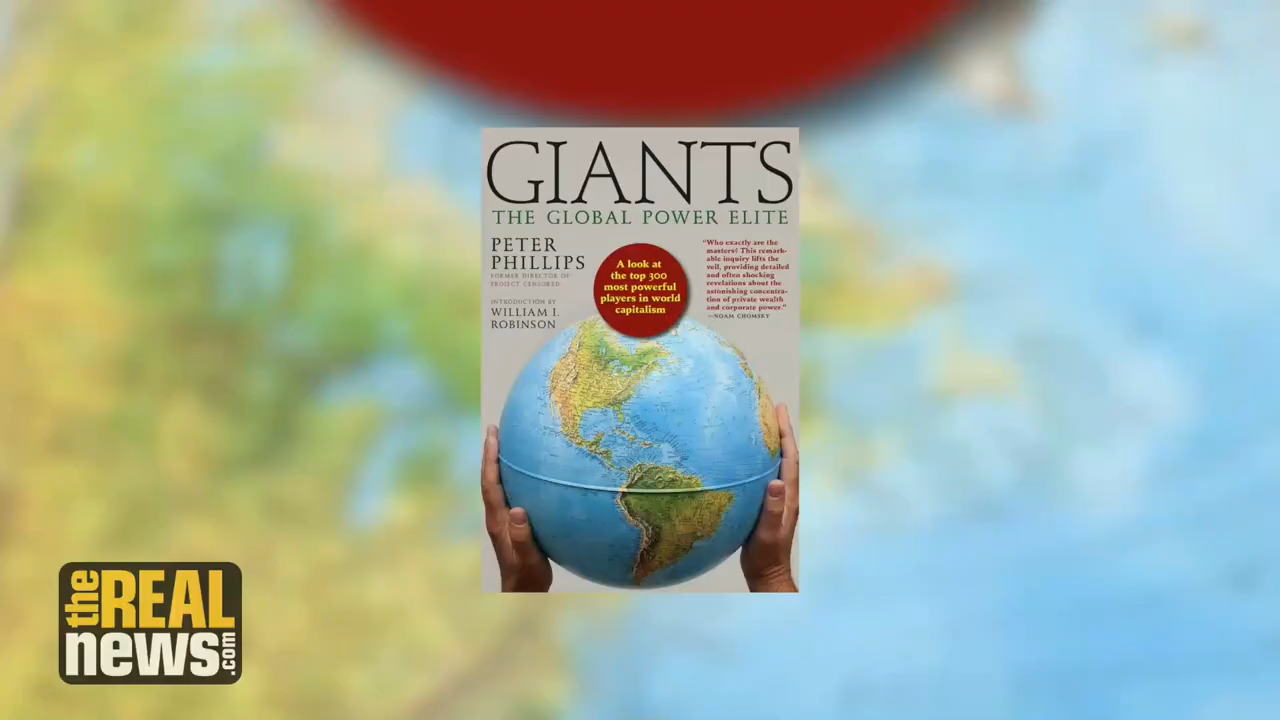 GIANTS
THE GLOBAL POWER ELITE
PETER
PHILLIPS
FORMER DIRECTOR OF
PROJECT CENSORED
INTRODUCTION BY
WILLIAM I.
ROBINSON
A look at
the top 300
most powerful
players in world
capitalism
"Who exactly are the
masters? This remark-
able inquiry lifts the
veil, providing detailed
and often shocking
revelations about the
astonishing concentra-
tion of private wealth
and corporate power."
—NOAM CHOMSKY
the REAL
news.com